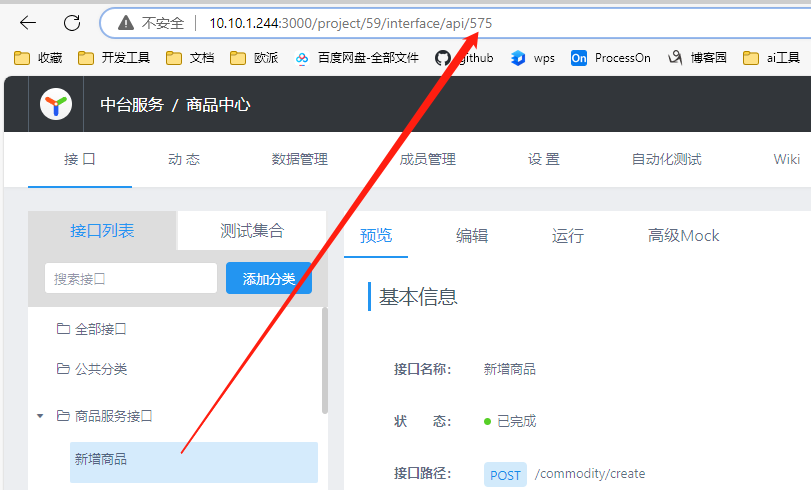 不安全 10.10.1.244:3000/project/59/interface/api/575
收藏 开发工具 文档 欧派 百度网盘-全部文件 github wps On ProcessOn 博客园 ai工具
中台服务 / 商品中心
接 口 动 态 数据管理 成员管理 设 置 自动化测试 Wiki
接口列表 测试集合 预览 编辑 运行 高级Mock
搜索接口 添加分类
基本信息
全部接口
公共分类 接口名称: 新增商品
商品服务接口 状 态: 已完成
新增商品
接口路径: POST /commodity/create